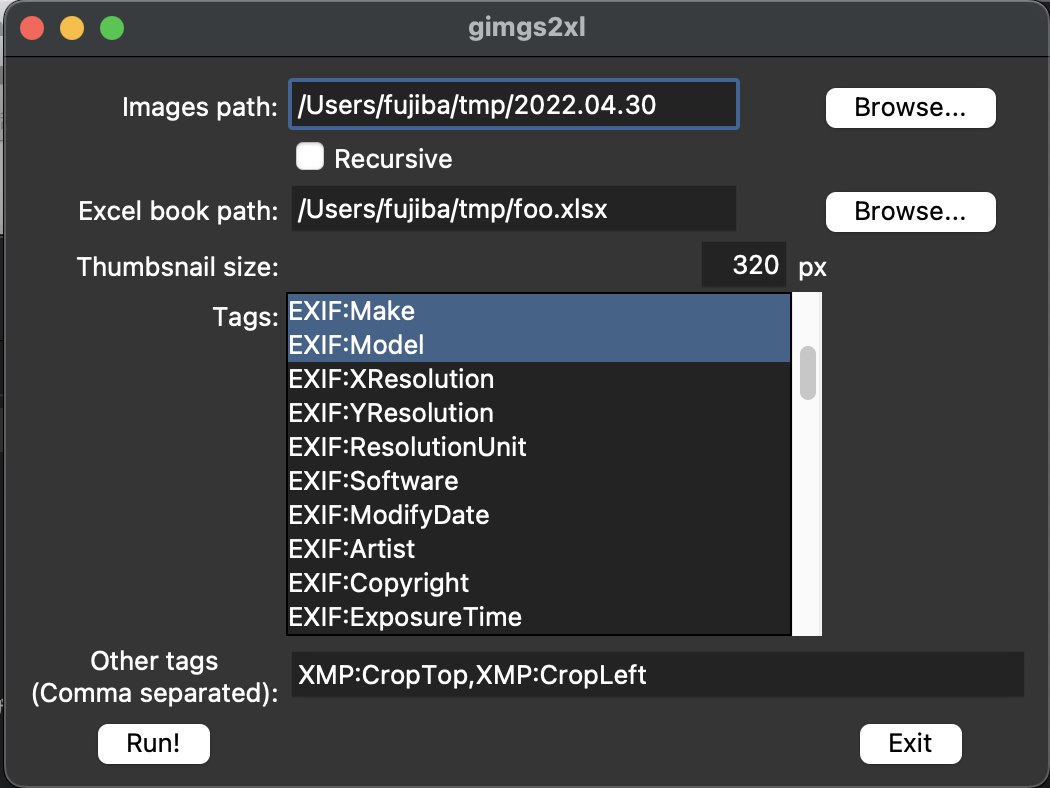 gimgs2xl
Images path: /Users/fujiba/tmp/2022.04.30 Browse...
Recursive
Excel book path: /Users/fujiba/tmp/foo.xlsx Browse...
Thumbsnail size: 320 px
Tags: EXIF:Make
EXIF:Model
EXIF:XResolution
EXIF:YResolution
EXIF:ResolutionUnit
EXIF:Software
EXIF:ModifyDate
EXIF:Artist
EXIF:Copyright
EXIF:ExposureTime
Other tags
(Comma separated): XMP:CropTop,XMP:CropLeft
Run! Exit